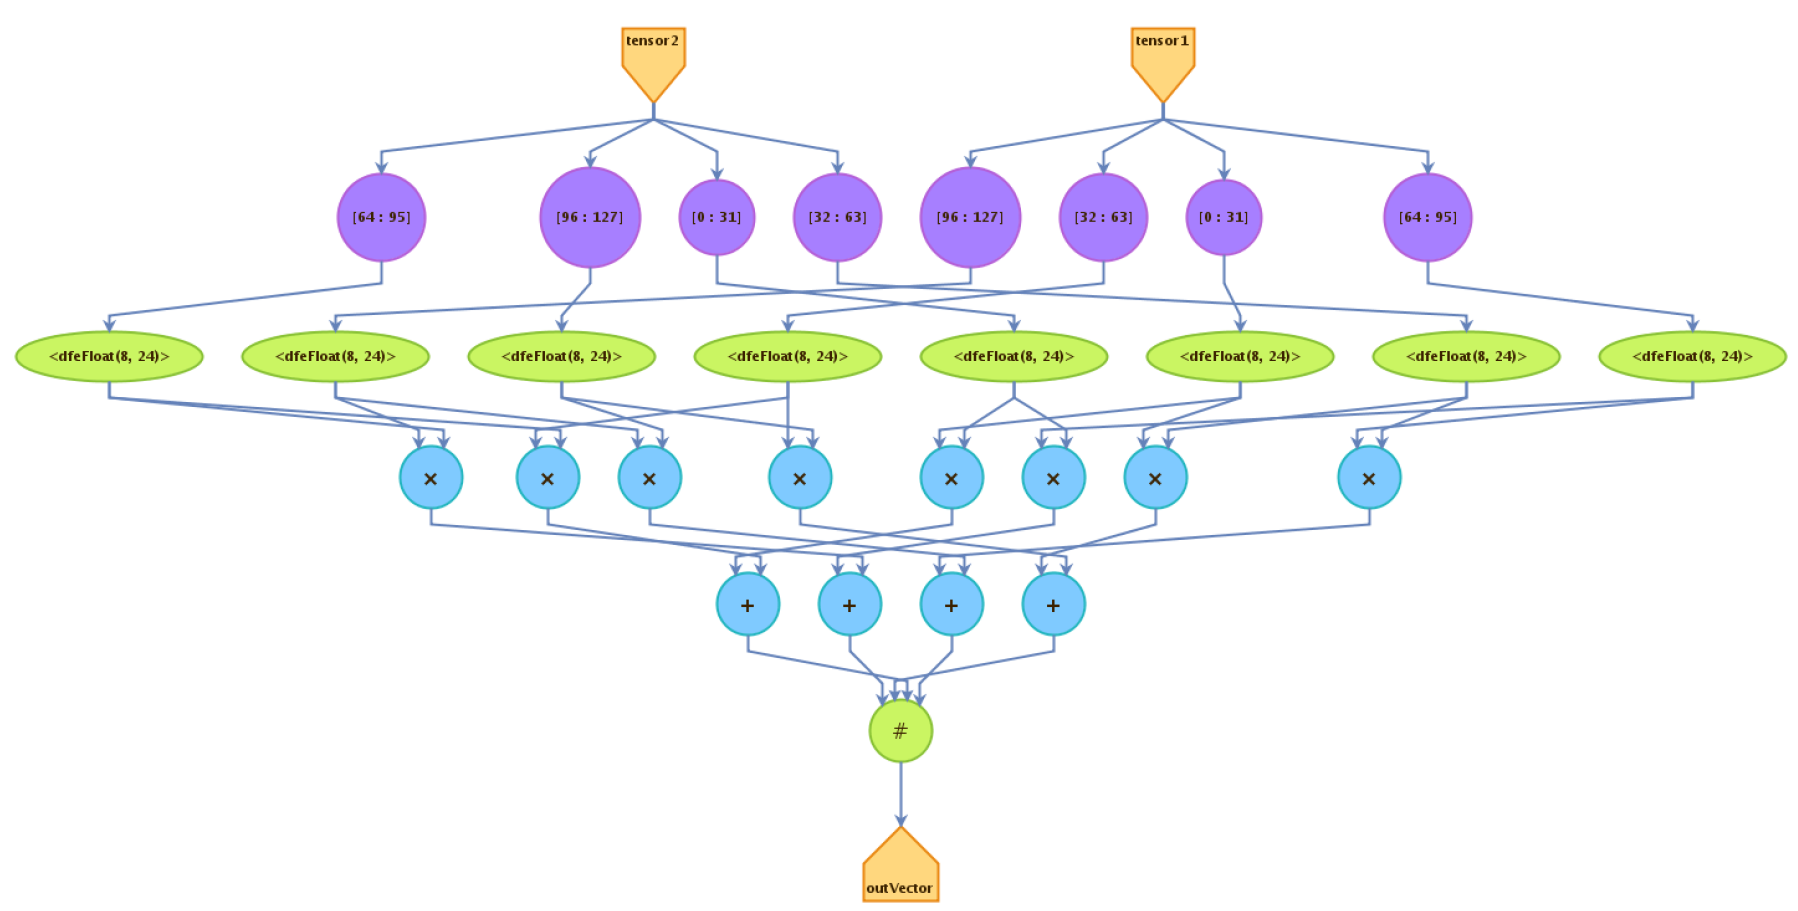 tensor2
tensor1
[64 : 95]
[96 : 127]
[0 : 31]
[32 : 63]
[96 : 127]
[32 : 63]
[0 : 31]
[64 : 95]
<dfeFloat(8, 24)>
<dfeFloat(8, 24)>
<dfeFloat(8, 24)>
<dfeFloat(8, 24)>
<dfeFloat(8, 24)>
<dfeFloat(8, 24)>
<dfeFloat(8, 24)>
<dfeFloat(8, 24)>
×
×
×
×
×
×
×
×
+
+
+
+
#
outVector